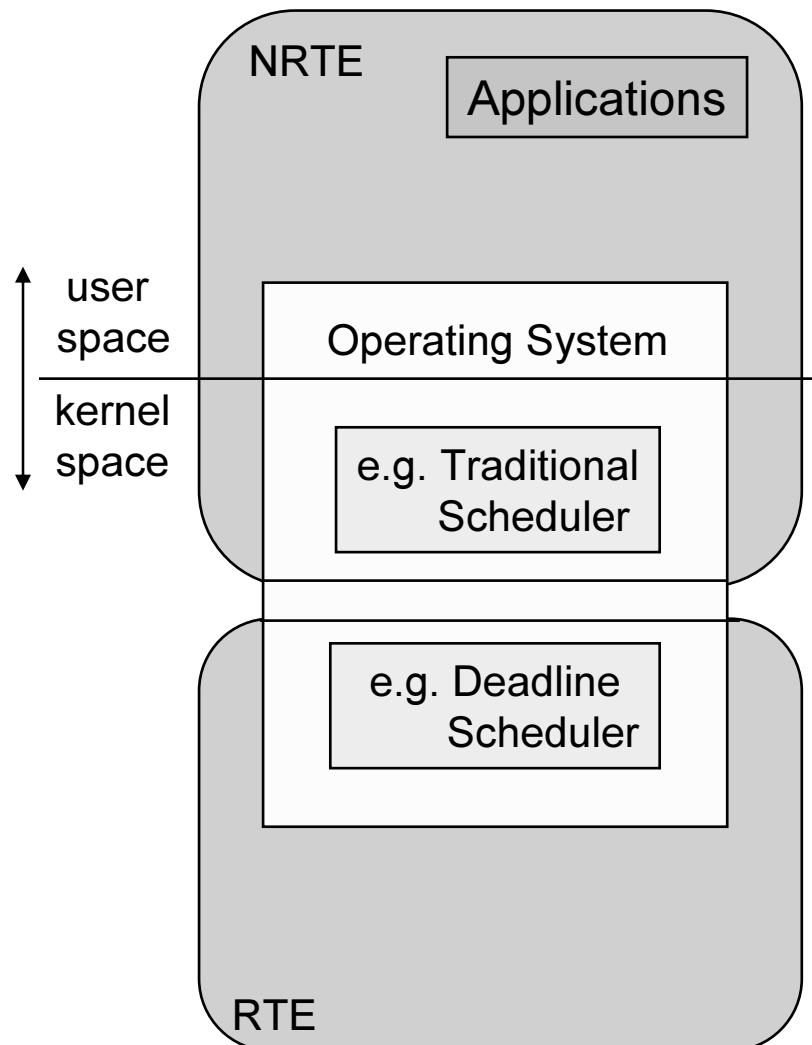 NRTE
Applications
user
space
Operating System
kernel
space
e.g. Traditional
Scheduler
e.g. Deadline
Scheduler
RTE